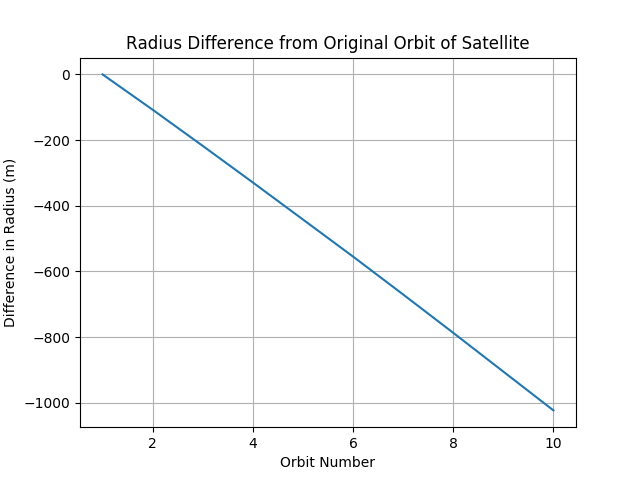 Radius Difference from Original Orbit of Satellite
Difference in Radius (m)
0
−200
−400
−600
−800
−1000
2 4 6 8 10
Orbit Number